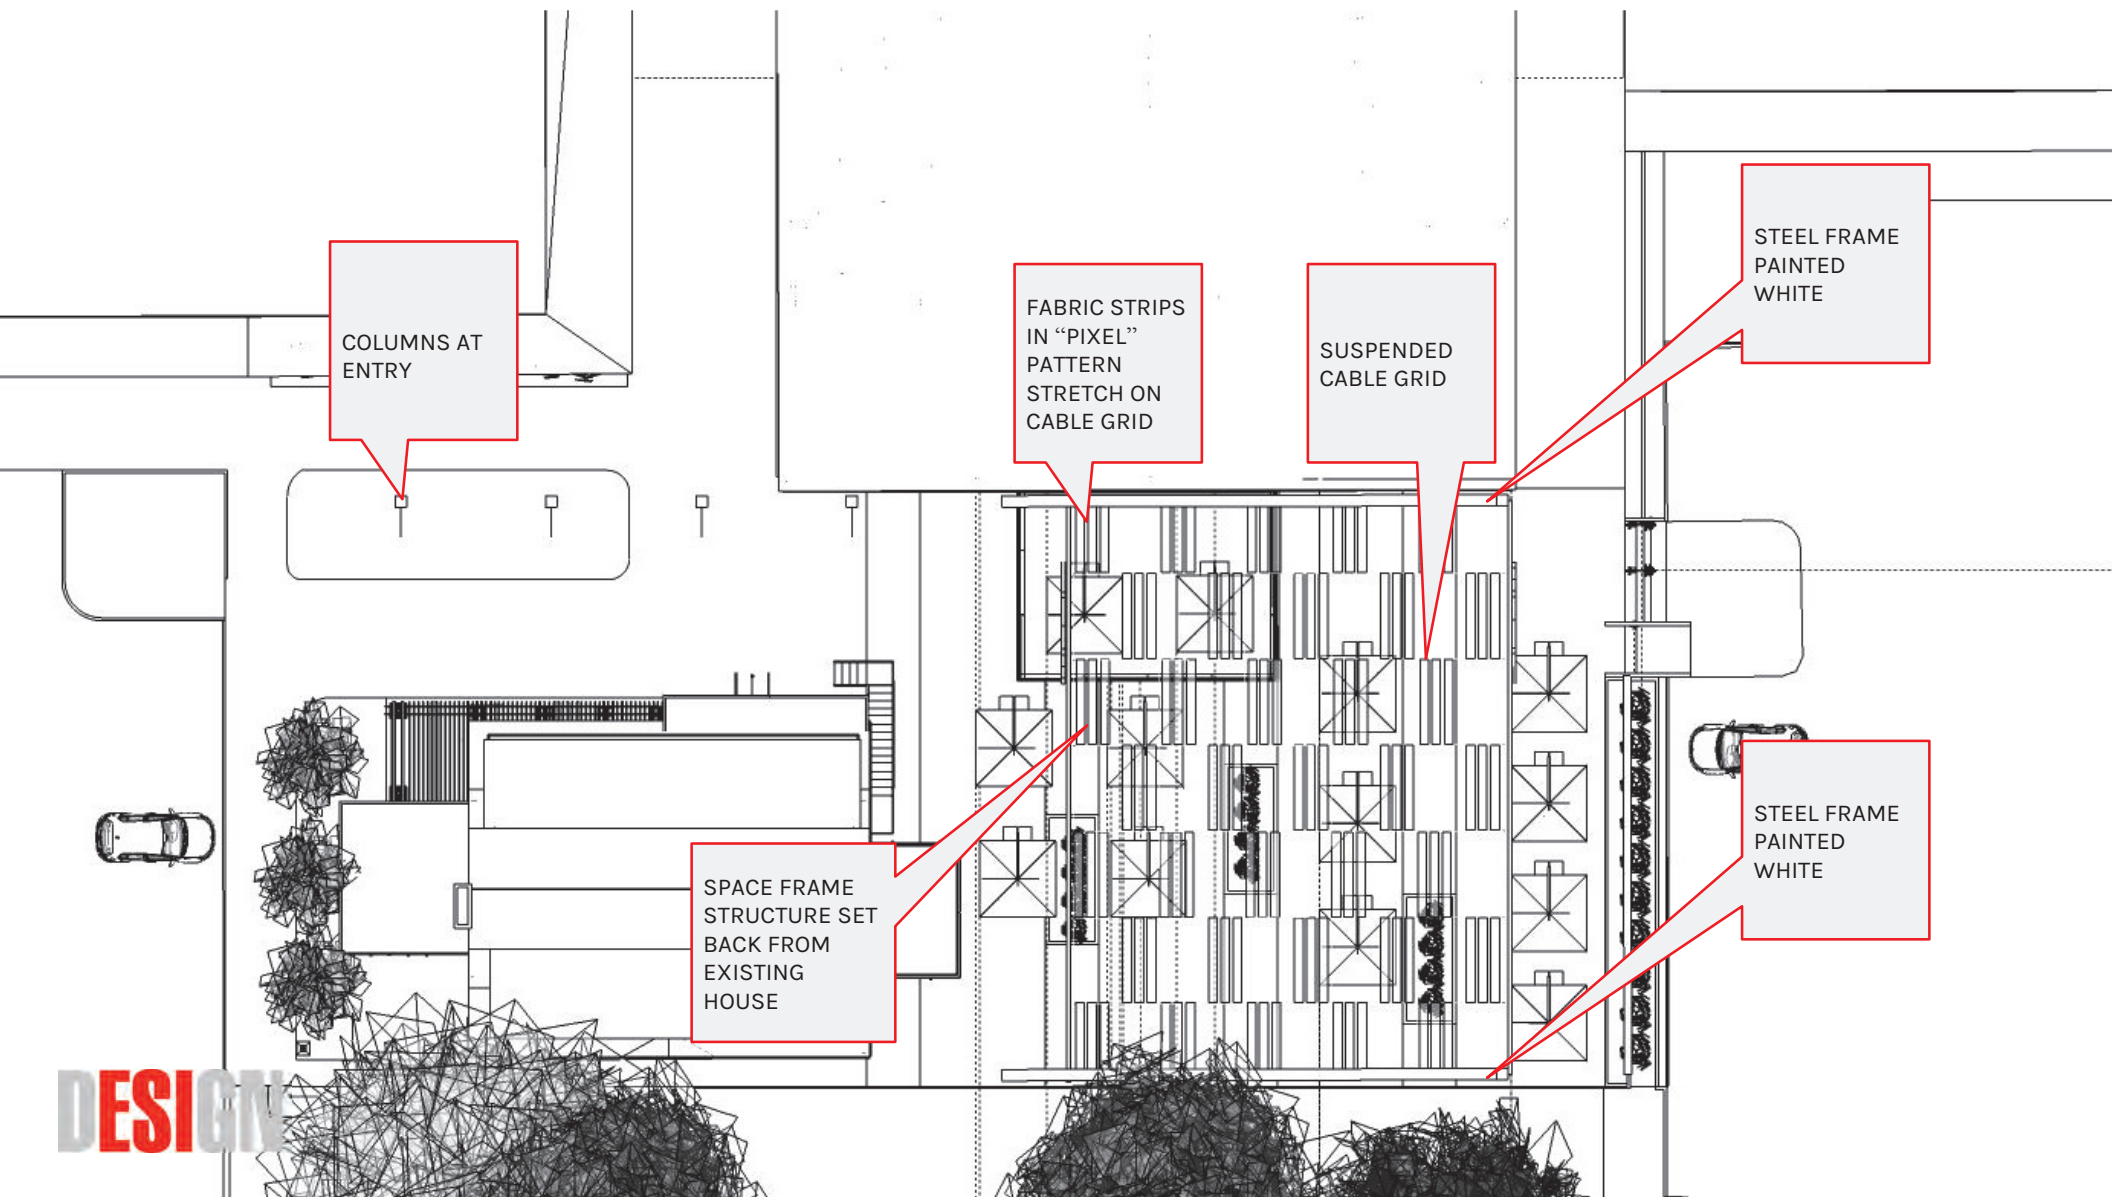 STEEL FRAME
PAINTED
WHITE
COLUMNS AT
ENTRY
FABRIC STRIPS
IN “PIXEL”
PATTERN
STRETCH ON
CABLE GRID
SUSPENDED
CABLE GRID
STEEL FRAME
PAINTED
WHITE
SPACE FRAME
STRUCTURE SET
BACK FROM
EXISTING
HOUSE
DESIGN